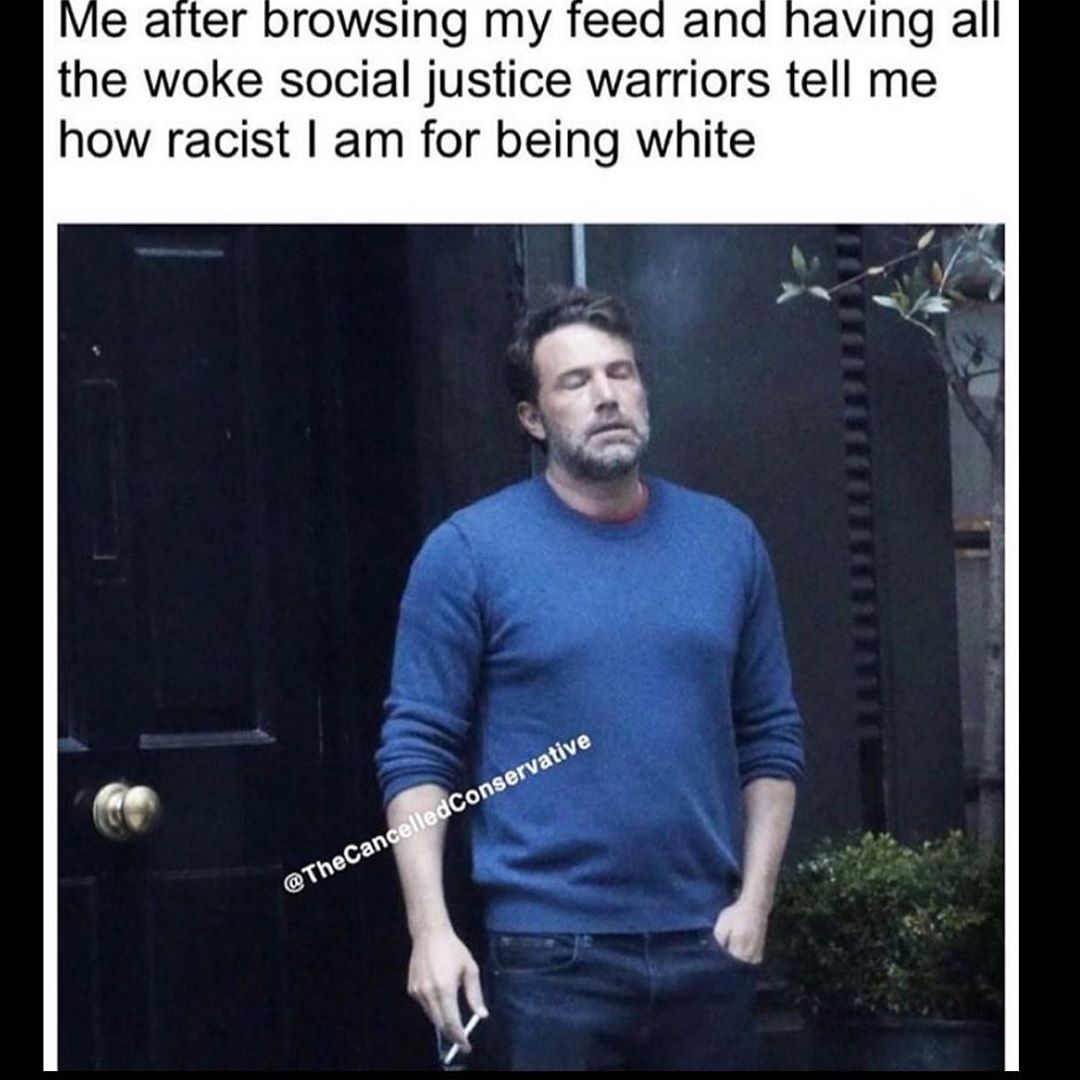 Me after browsing my feed and having all
the woke social justice warriors tell me
how racist I am for being white
@TheCancelledConservative